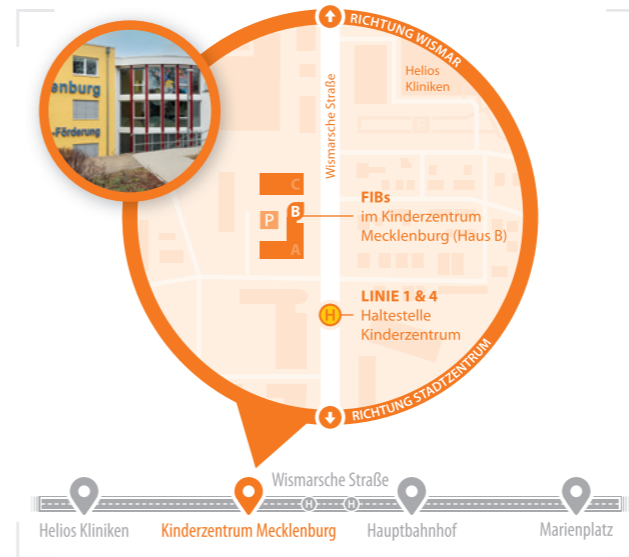 RICHTUNG WISMAR
enburg
-Förderung
Wismarsche Straße
Helios
Kliniken
C
P
B
A
FIBs
im Kinderzentrum
Mecklenburg (Haus B)
LINIE 1 & 4
H
Haltestelle
Kinderzentrum
RICHTUNG STADTZENTRUM
Wismarsche Straße
H
H
Helios Kliniken
Kinderzentrum Mecklenburg
Hauptbahnhof
Marienplatz